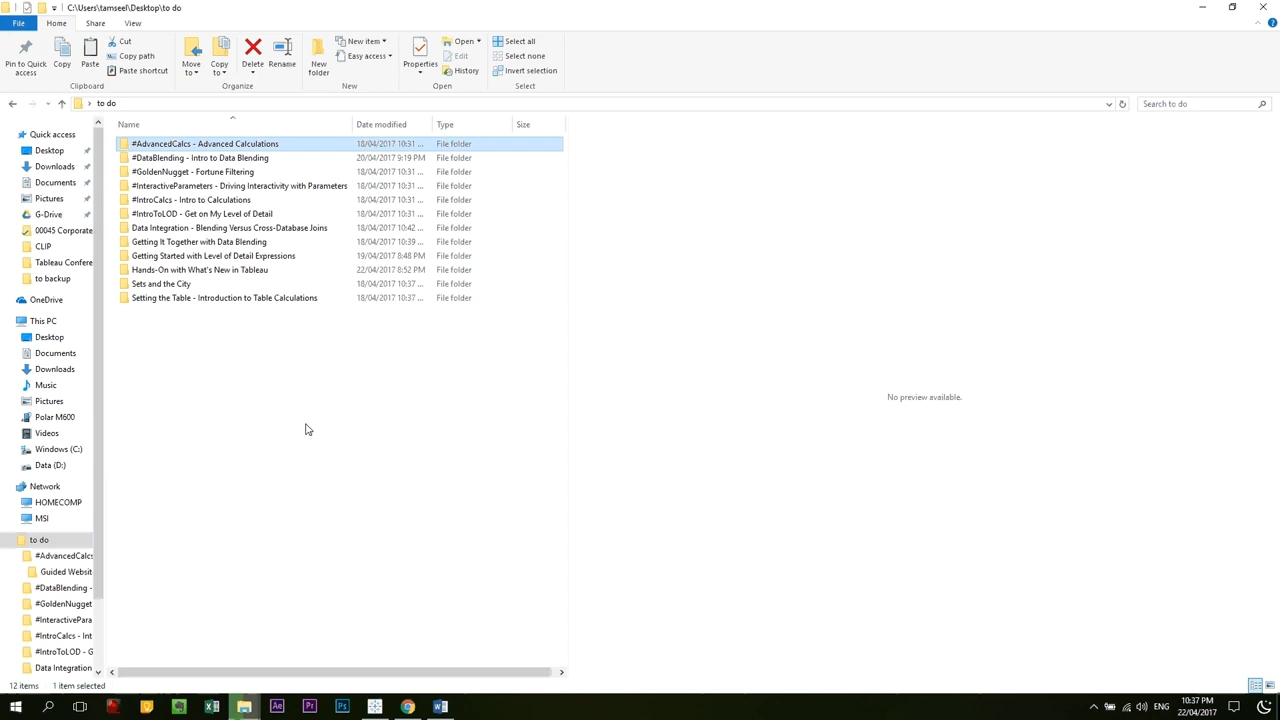 C:\Users\tamseel\Desktop\to do
File
Home
Share
View
Pin to Quick access
Copy
Paste
Cut
Copy path
Paste shortcut
Move to
Copy to
Delete
Rename
New folder
New item
Easy access
Properties
Open
Edit
History
Select all
Select none
Invert selection
Clipboard
Organize
New
Open
Select
to do
Search to do
Name
Date modified
Type
Size
#AdvancedCalcs - Advanced Calculations 18/04/2017 10:31 ... File folder
#DataBlending - Intro to Data Blending 20/04/2017 9:19 PM File folder
#GoldenNugget - Fortune Filtering 18/04/2017 10:31 ... File folder
#InteractiveParameters - Driving Interactivity with Parameters 18/04/2017 10:31 ... File folder
#IntroCalcs - Intro to Calculations 18/04/2017 10:31 ... File folder
#IntroToLOD - Get on My Level of Detail 18/04/2017 10:31 ... File folder
Data Integration - Blending Versus Cross-Database Joins 18/04/2017 10:42 ... File folder
Getting It Together with Data Blending 18/04/2017 10:39 ... File folder
Getting Started with Level of Detail Expressions 19/04/2017 8:48 PM File folder
Hands-On with What's New in Tableau 22/04/2017 8:52 PM File folder
Sets and the City 18/04/2017 10:37 ... File folder
Setting the Table - Introduction to Table Calculations 18/04/2017 10:37 ... File folder
No preview available.
Quick access
Desktop
Downloads
Documents
Pictures
G-Drive
00045 Corporate
CLIP
Tableau Confere
to backup
OneDrive
This PC
Desktop
Documents
Downloads
Music
Pictures
Polar M600
Videos
Windows (C:)
Data (D:)
Network
HOMECOMP
MSI
to do
#AdvancedCalcs
Guided Websit
#DataBlending -
#GoldenNugget
#InteractivePara
#IntroCalcs - Int
#IntroToLOD - G
Data Integration
12 items
1 item selected
Ae
Pr
Ps
10:37 PM
22/04/2017